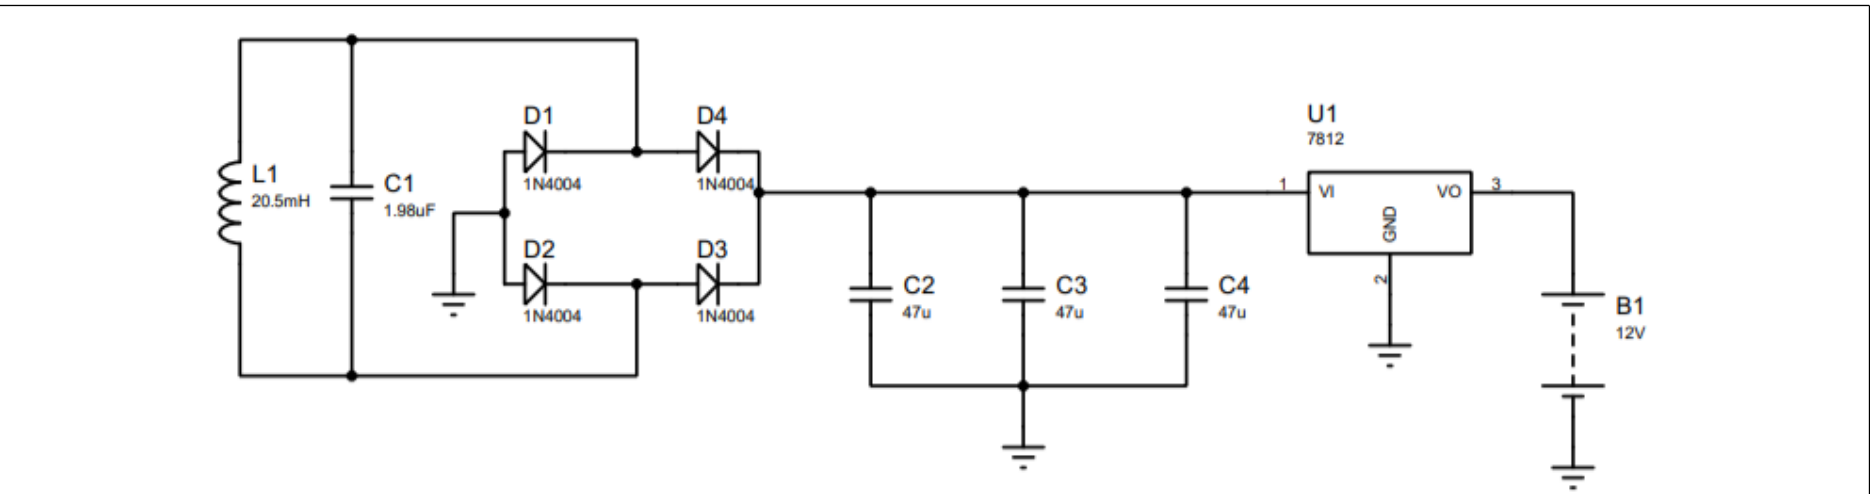 L1
20.5mH
C1
1.98uF
D1
1N4004
D4
1N4004
D2
1N4004
D3
1N4004
C2
47u
C3
47u
C4
47u
U1
7812
1
VI
VO
3
GND
2
B1
12V